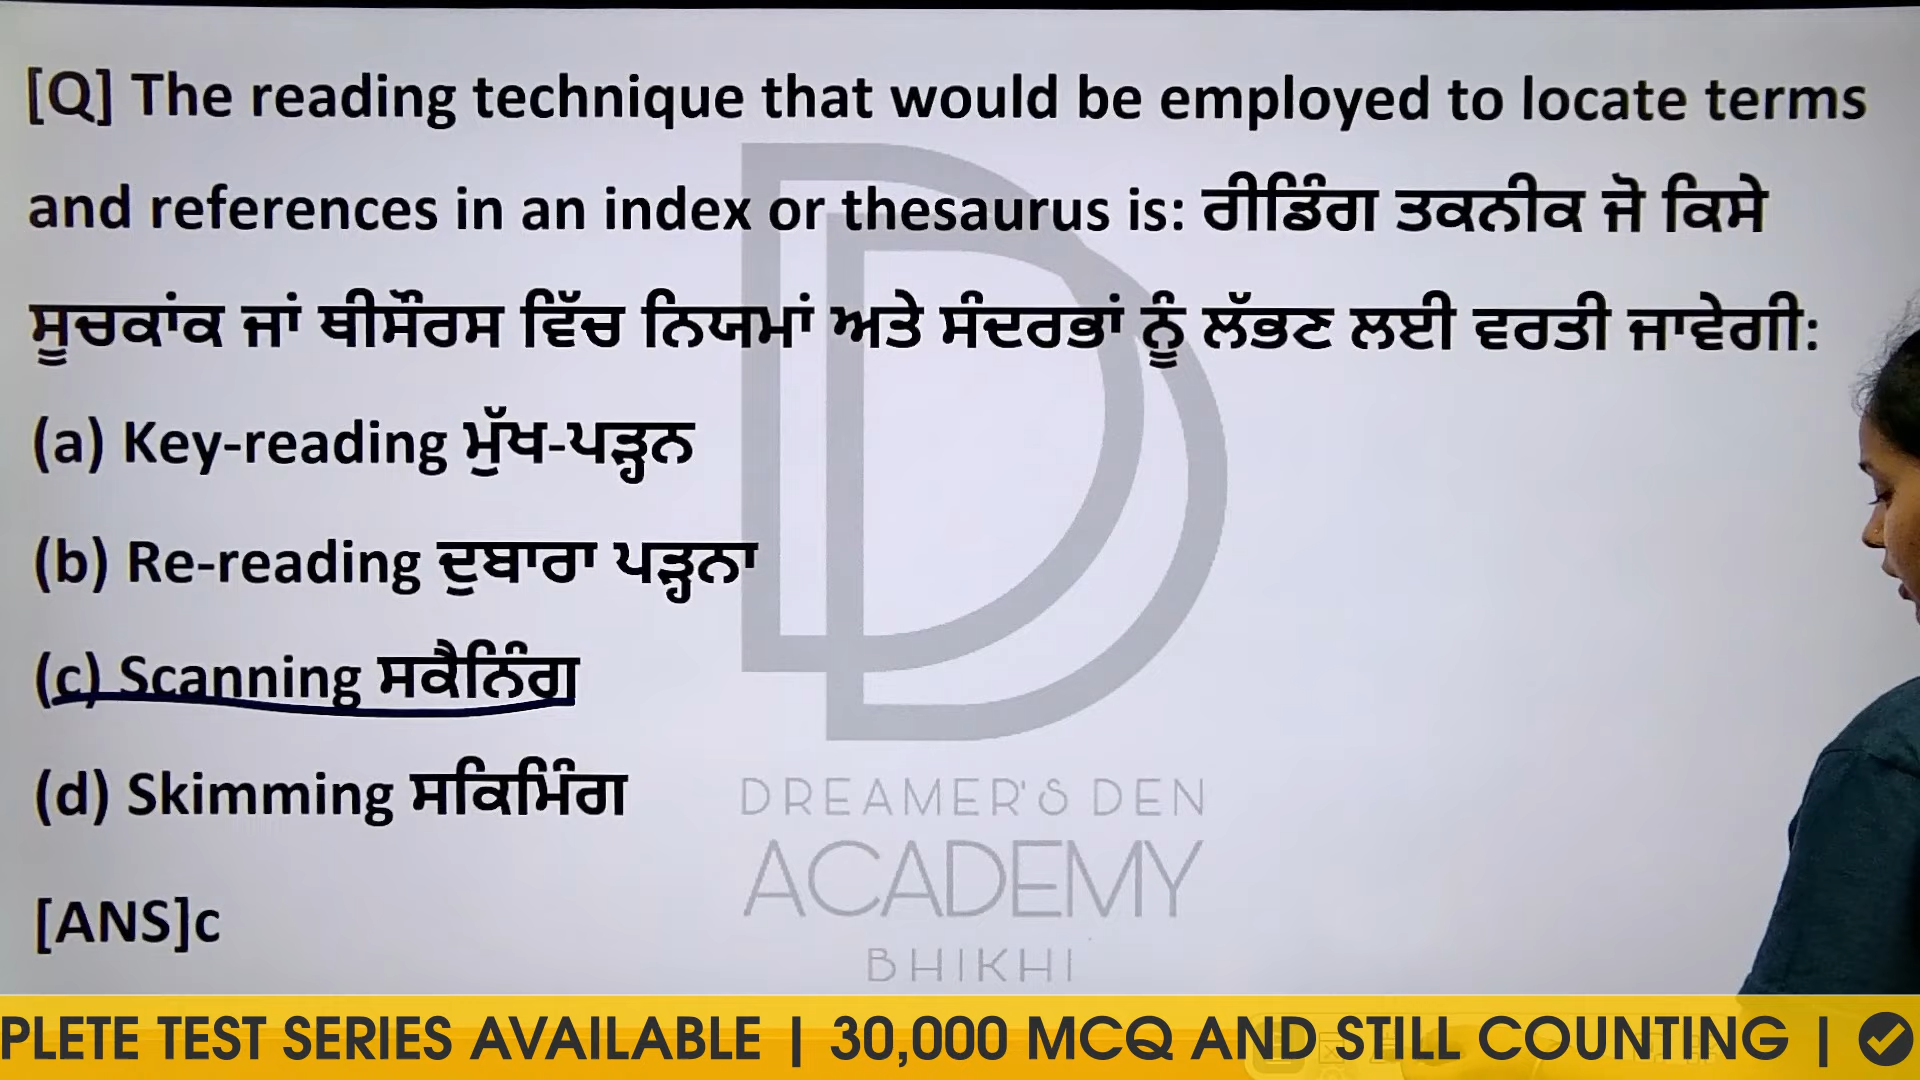 [Q] The reading technique that would be employed to locate terms
and references in an index or thesaurus is: ਰੀਡਿੰਗ ਤਕਨੀਕ ਜੋ ਕਿਸੇ
ਸੂਚਕਾਂਕ ਜਾਂ ਥੀਸੌਰਸ ਵਿੱਚ ਨਿਯਮਾਂ ਅਤੇ ਸੰਦਰਭਾਂ ਨੂੰ ਲੱਭਣ ਲਈ ਵਰਤੀ ਜਾਵੇਗੀ:
(a) Key-reading ਮੁੱਖ-ਪੜ੍ਹਨ
(b) Re-reading ਦੁਬਾਰਾ ਪੜ੍ਹਨਾ
(c) Scanning ਸਕੈਨਿੰਗ
(d) Skimming ਸਕਿਮਿੰਗ
[ANS]c
DREAMER'S DEN
ACADEMY
BHIKHI
PLETE TEST SERIES AVAILABLE | 30,000 MCQ AND STILL COUNTING |